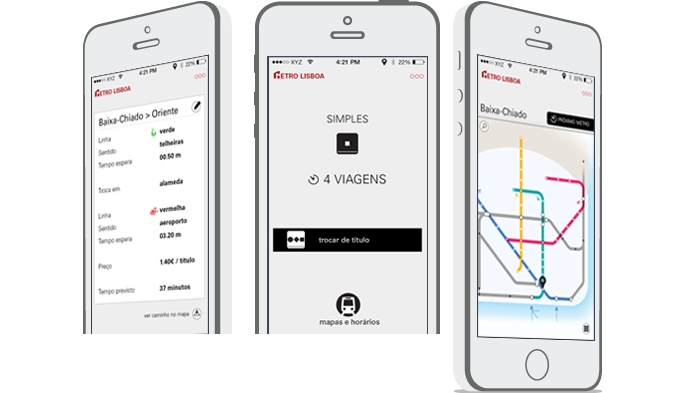 XYZ 4:21 PM 22%
METRO LISBOA
Baixa-Chiado > Oriente
Linha verde
Sentido telheiras
Tempo espera 00.50 m
Troca em alameda
Linha vermelha
Sentido aeroporto
Tempo espera 03.20 m
Preço 1.40€ / título
Tempo previsto 37 minutos
ver caminho no mapa
XYZ 4:21 PM 22%
METRO LISBOA
SIMPLES
4 VIAGENS
trocar de título
mapas e horários
XYZ 4:21 PM 22%
METRO LISBOA
Baixa-Chiado
PRÓXIMO METRO